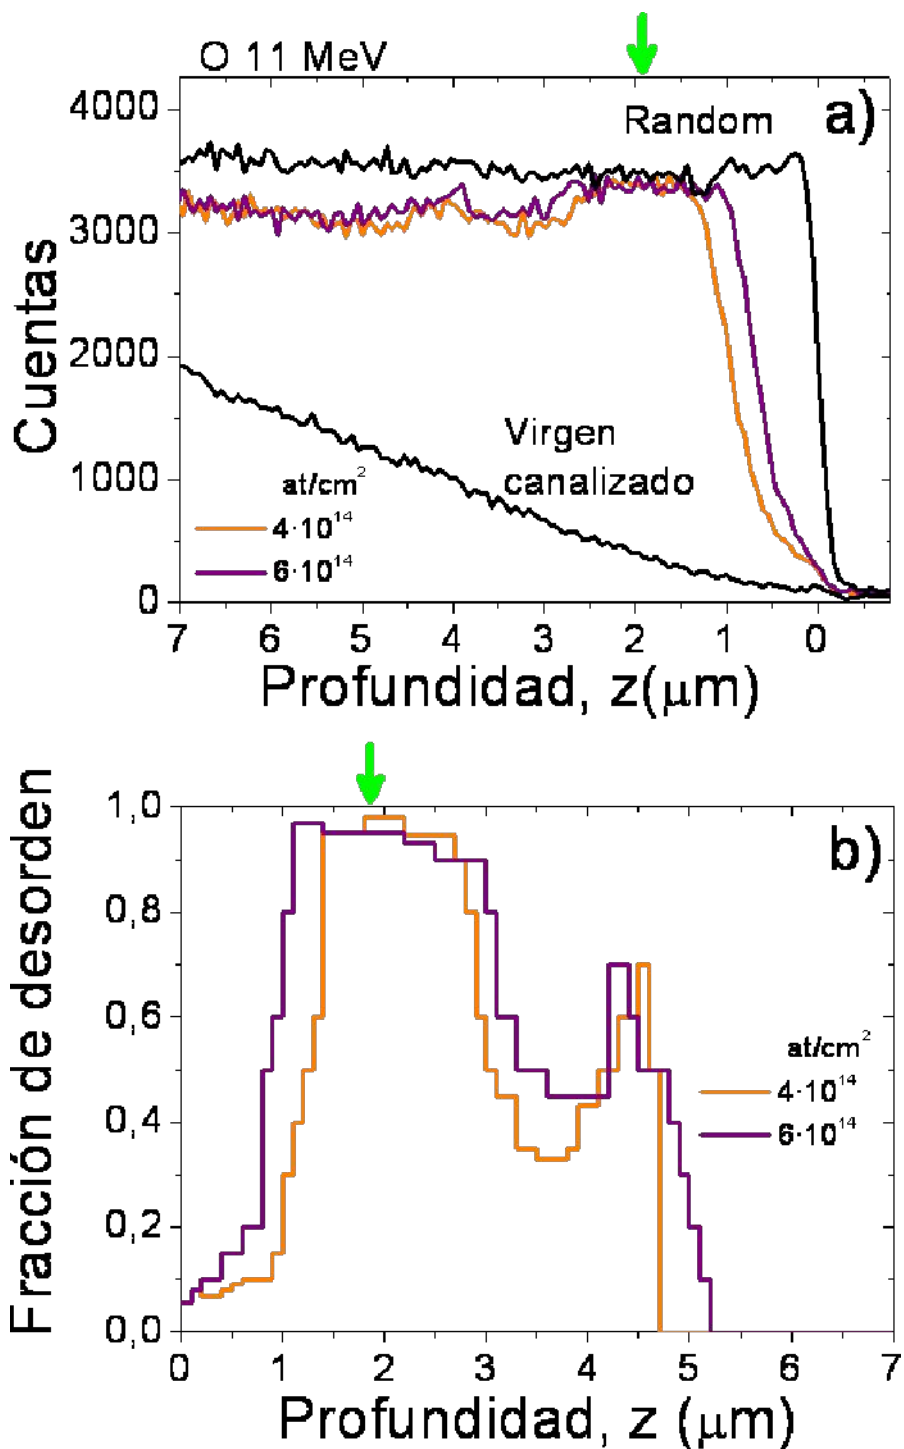 O 11 MeV
a)
Random
4000
3000
2000
1000
0
Cuentas
Virgen
canalizado
at/cm²
4·10¹⁴
6·10¹⁴
7 6 5 4 3 2 1 0
Profundidad, z(μm)
b)
1,0
0,8
0,6
0,4
0,2
0,0
Fracción de desorden
at/cm²
4·10¹⁴
6·10¹⁴
0 1 2 3 4 5 6 7
Profundidad, z (μm)